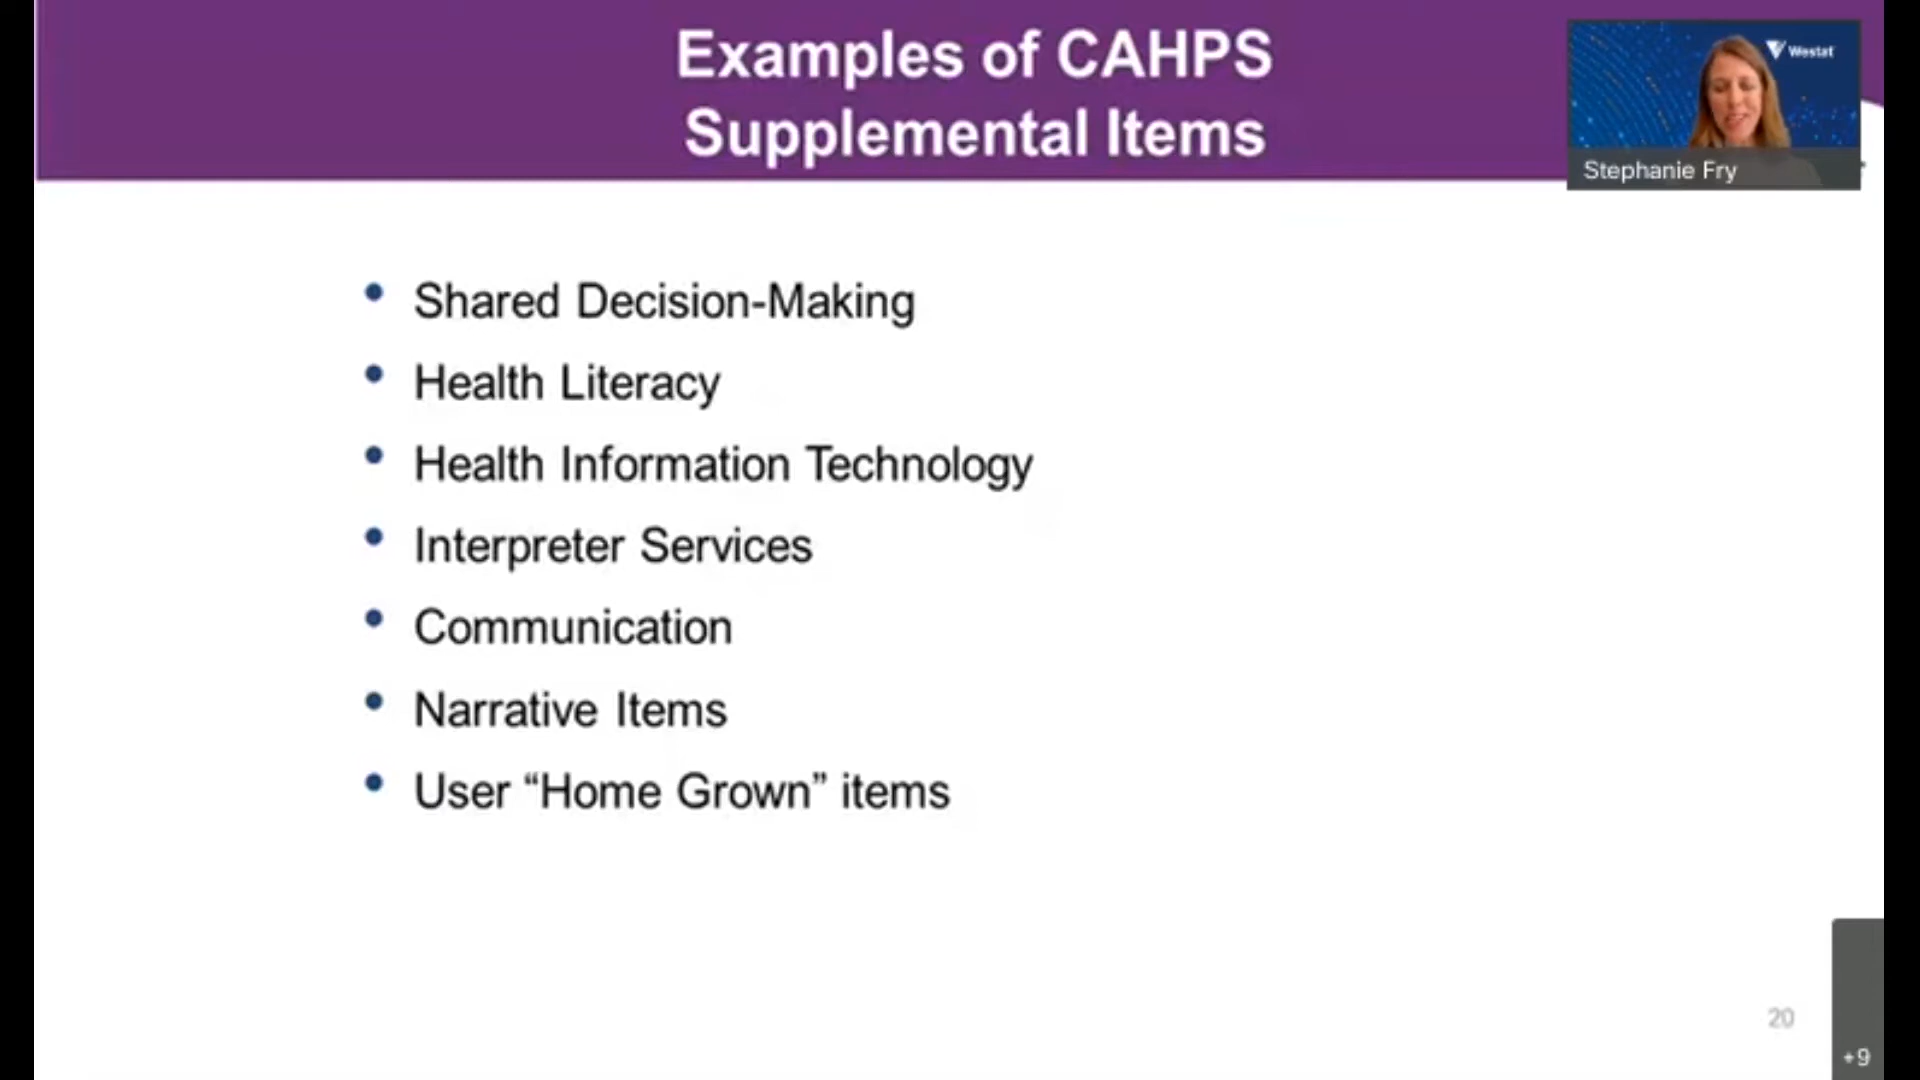 Examples of CAHPS
Supplemental Items
Westat
Stephanie Fry
• Shared Decision-Making
• Health Literacy
• Health Information Technology
• Interpreter Services
• Communication
• Narrative Items
• User “Home Grown” items
20
+9